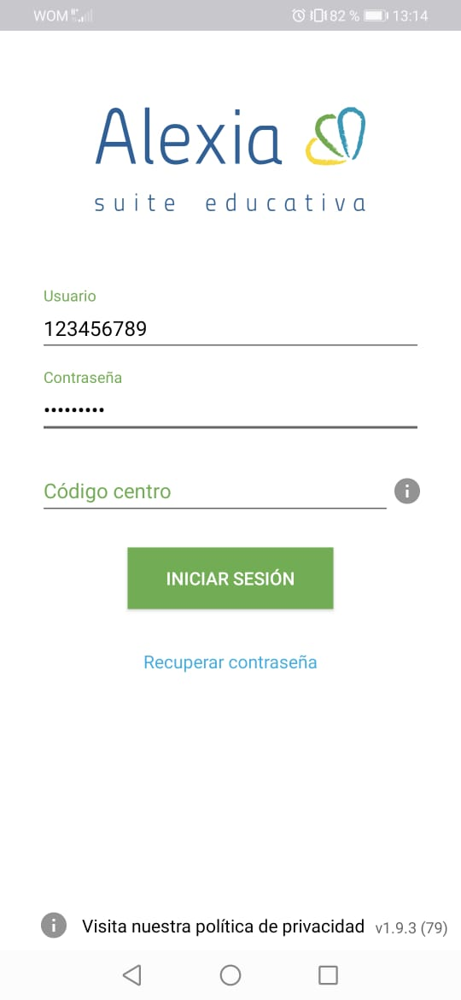 WOM 82 % 13:14
Alexia
suite educativa
Usuario
123456789
Contraseña
•••••••••
Código centro
INICIAR SESIÓN
Recuperar contraseña
Visita nuestra política de privacidad v1.9.3 (79)